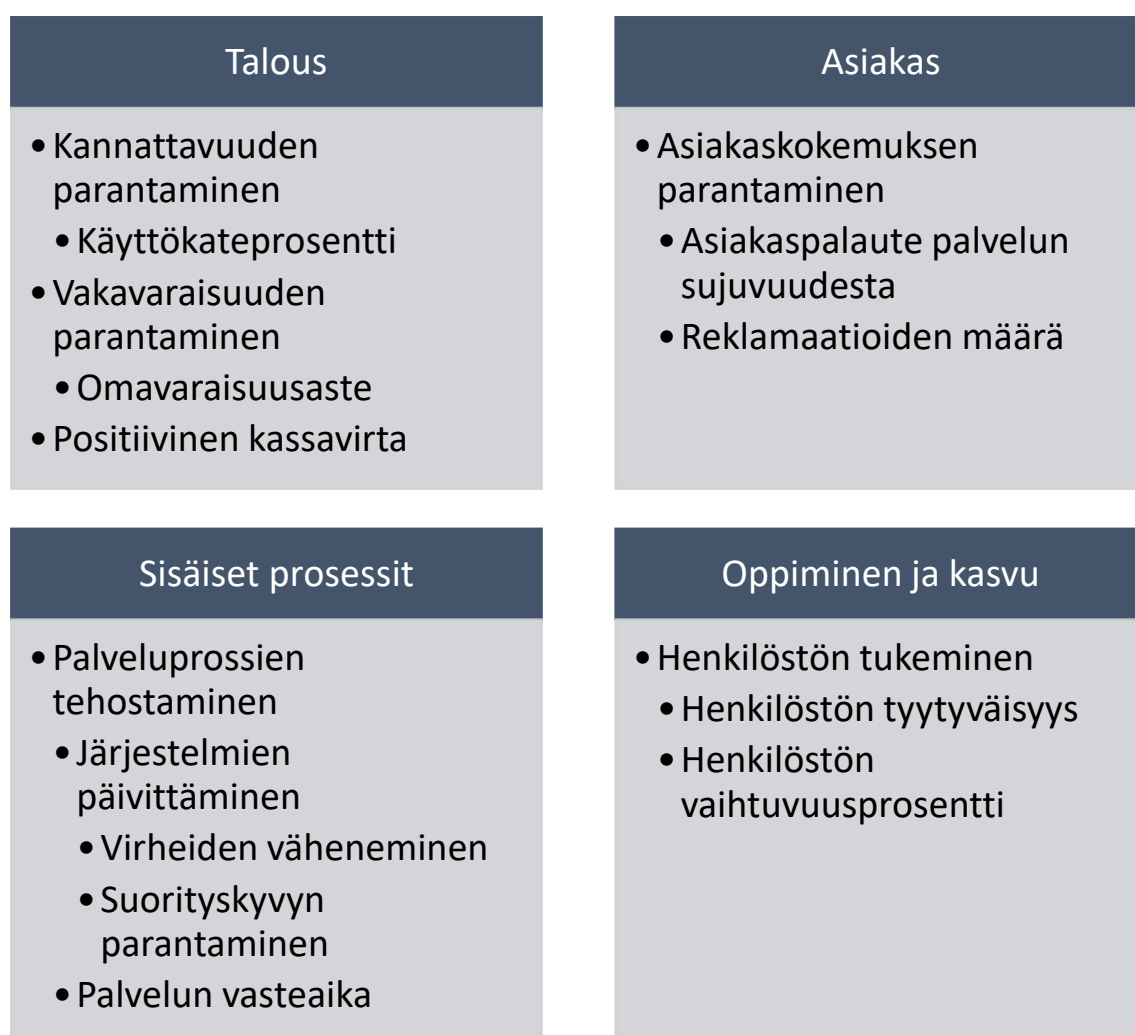 Talous
• Kannattavuuden
parantaminen
• Käyttökateprosentti
• Vakavaraisuuden
parantaminen
• Omavaraisuusaste
• Positiivinen kassavirta
Asiakas
• Asiakaskokemuksen
parantaminen
• Asiakaspalaute palvelun
sujuvuudesta
• Reklamaatioiden määrä
Sisäiset prosessit
• Palveluprossien
tehostaminen
• Järjestelmien
päivittäminen
• Virheiden väheneminen
• Suorityskyvyn
parantaminen
• Palvelun vasteaika
Oppiminen ja kasvu
• Henkilöstön tukeminen
• Henkilöstön tyytyväisyys
• Henkilöstön
vaihtuvuusprosentti